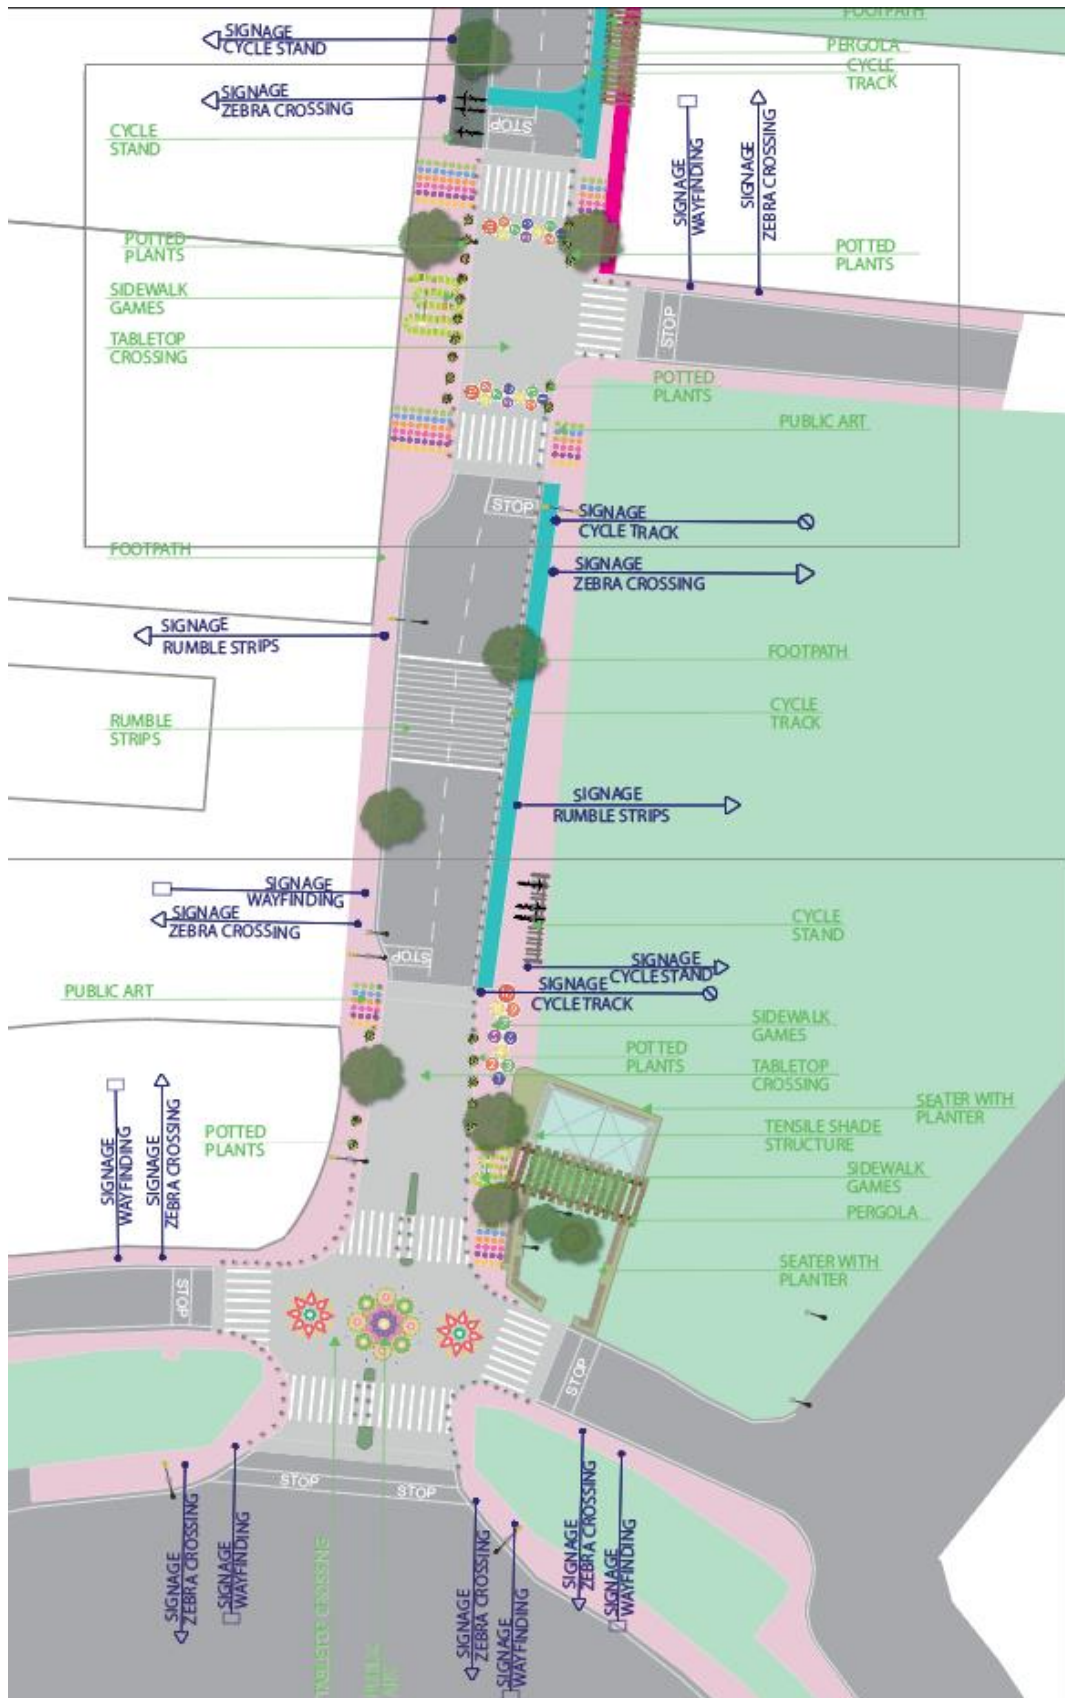 FOOTPATH
SIGNAGE
CYCLE STAND
PERGOLA
CYCLE
TRACK
SIGNAGE
ZEBRA CROSSING
STOP
CYCLE
STAND
SIGNAGE
WAYFINDING
SIGNAGE
ZEBRA CROSSING
POTTED
PLANTS
POTTED
PLANTS
SIDEWALK
GAMES
STOP
TABLETOP
CROSSING
POTTED
PLANTS
PUBLIC ART
STOP
SIGNAGE
CYCLE TRACK
FOOTPATH
SIGNAGE
ZEBRA CROSSING
SIGNAGE
RUMBLE STRIPS
FOOTPATH
CYCLE
TRACK
RUMBLE
STRIPS
SIGNAGE
RUMBLE STRIPS
SIGNAGE
WAYFINDING
SIGNAGE
ZEBRA CROSSING
CYCLE
STAND
STOP
SIGNAGE
CYCLE STAND
PUBLIC ART
SIGNAGE
CYCLE TRACK
SIDEWALK
GAMES
POTTED
PLANTS
TABLETOP
CROSSING
SEATER WITH
PLANTER
SIGNAGE
WAYFINDING
SIGNAGE
ZEBRA CROSSING
POTTED
PLANTS
TENSILE SHADE
STRUCTURE
SIDEWALK
GAMES
PERGOLA
SEATER WITH
PLANTER
STOP
STOP
STOP
STOP
SIGNAGE
ZEBRA CROSSING
SIGNAGE
WAYFINDING
TABLETOP CROSSING
PUBLIC
ART
SIGNAGE
ZEBRA CROSSING
SIGNAGE
WAYFINDING
SIGNAGE
ZEBRA CROSSING
SIGNAGE
WAYFINDING